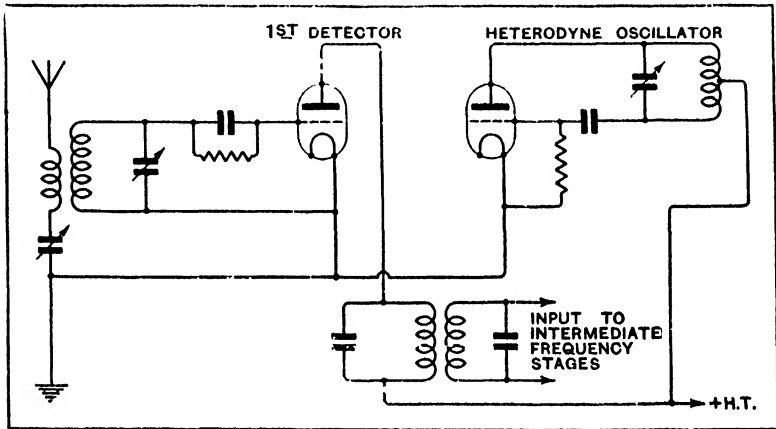 1ST DETECTOR
HETERODYNE OSCILLATOR
INPUT TO
INTERMEDIATE
FREQUENCY
STAGES
+H.T.